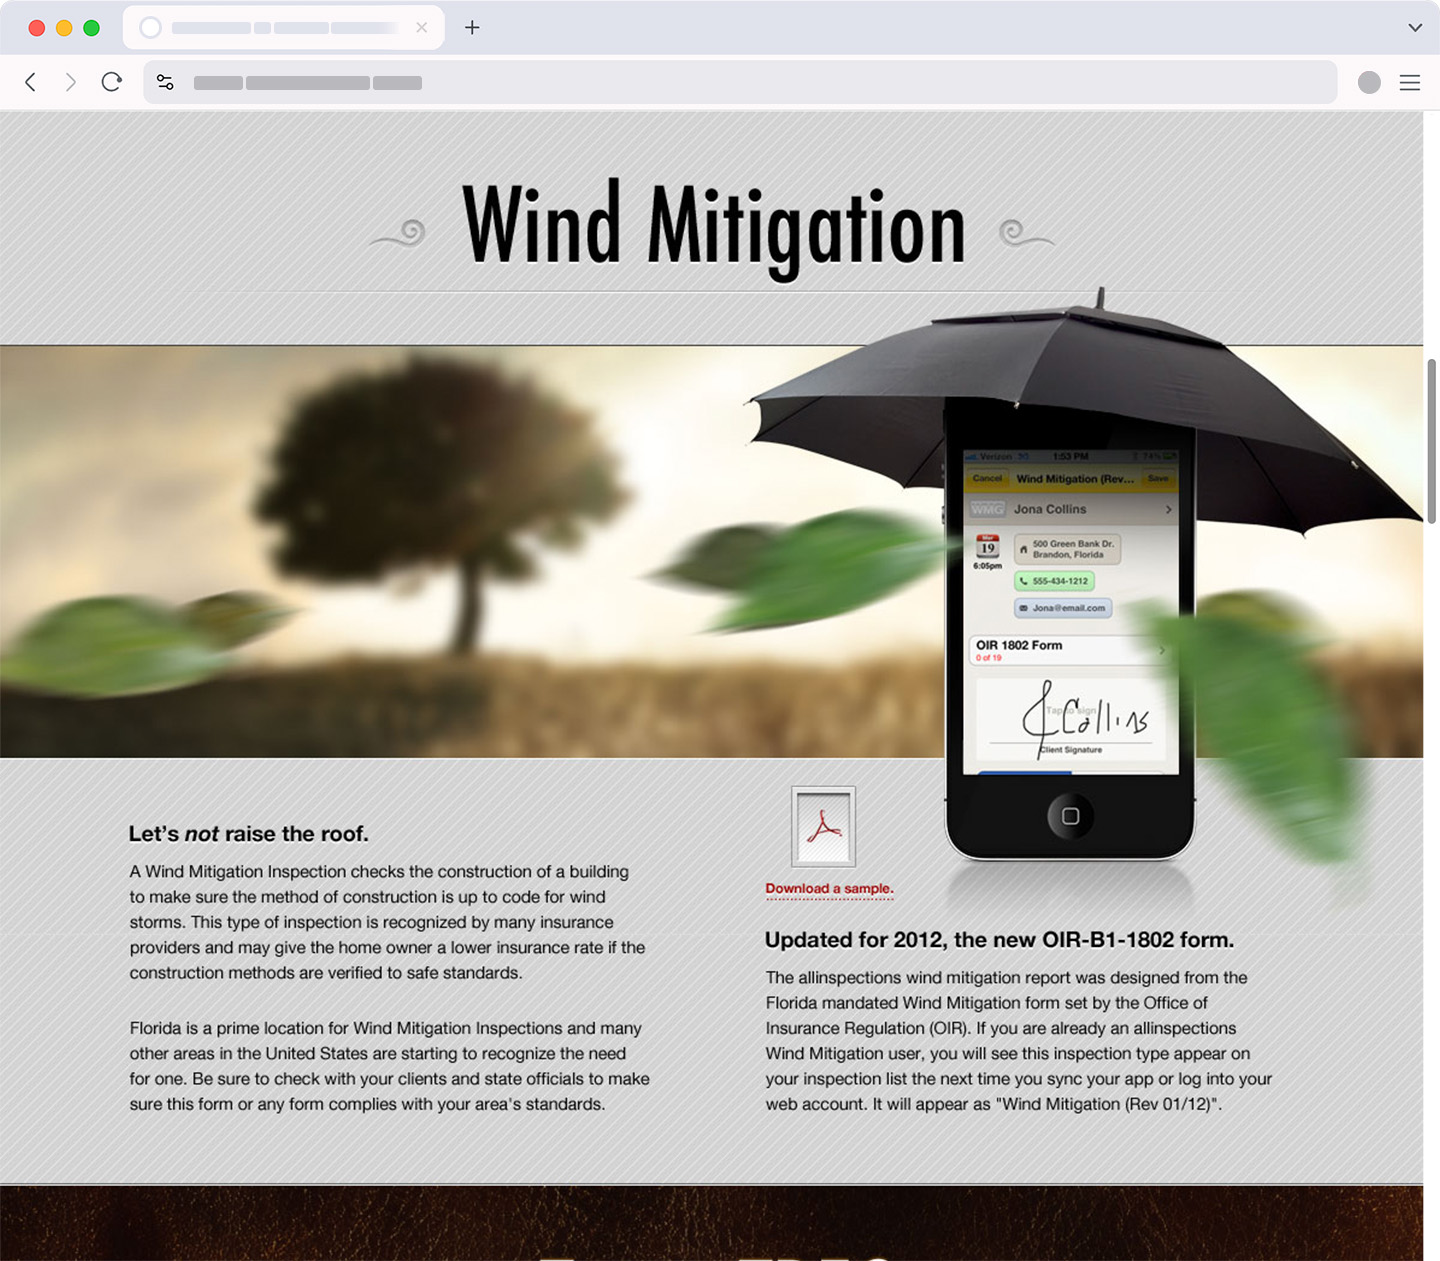 Wind Mitigation
Verizon 3G 1:53 PM 74%
Cancel Wind Mitigation (Rev... Save
WMG Jona Collins
Mar
19
6:05pm
500 Green Bank Dr.
Brandon, Florida
555-434-1212
Jona@email.com
OIR 1802 Form
0 of 19
Tap to sign
J Collins
Client Signature
Let's not raise the roof.
A Wind Mitigation Inspection checks the construction of a building
to make sure the method of construction is up to code for wind
storms. This type of inspection is recognized by many insurance
providers and may give the home owner a lower insurance rate if the
construction methods are verified to safe standards.
Florida is a prime location for Wind Mitigation Inspections and many
other areas in the United States are starting to recognize the need
for one. Be sure to check with your clients and state officials to make
sure this form or any form complies with your area's standards.
Download a sample.
Updated for 2012, the new OIR-B1-1802 form.
The allinspections wind mitigation report was designed from the
Florida mandated Wind Mitigation form set by the Office of
Insurance Regulation (OIR). If you are already an allinspections
Wind Mitigation user, you will see this inspection type appear on
your inspection list the next time you sync your app or log into your
web account. It will appear as "Wind Mitigation (Rev 01/12)".